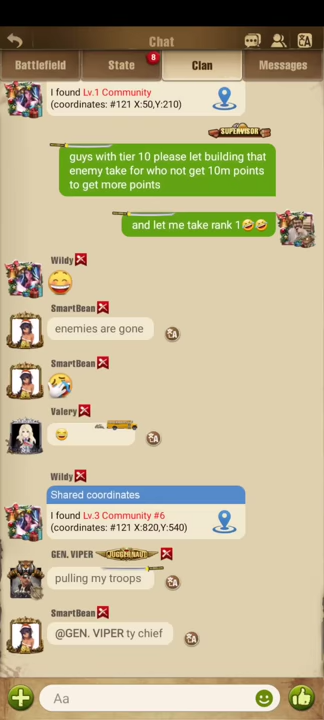 Chat
Battlefield
State
8
Clan
Messages
I found Lv.1 Community
(coordinates: #121 X:50,Y:210)
SUPERVISOR
guys with tier 10 please let building that
enemy take for who not get 10m points
to get more points
and let me take rank 1🤣🤣
Wildy
SmartBean
enemies are gone
SmartBean
Valery
Wildy
Shared coordinates
I found Lv.3 Community #6
(coordinates: #121 X:820,Y:540)
GEN. VIPER
JUGGERNAUT
pulling my troops
SmartBean
@GEN. VIPER ty chief
Aa